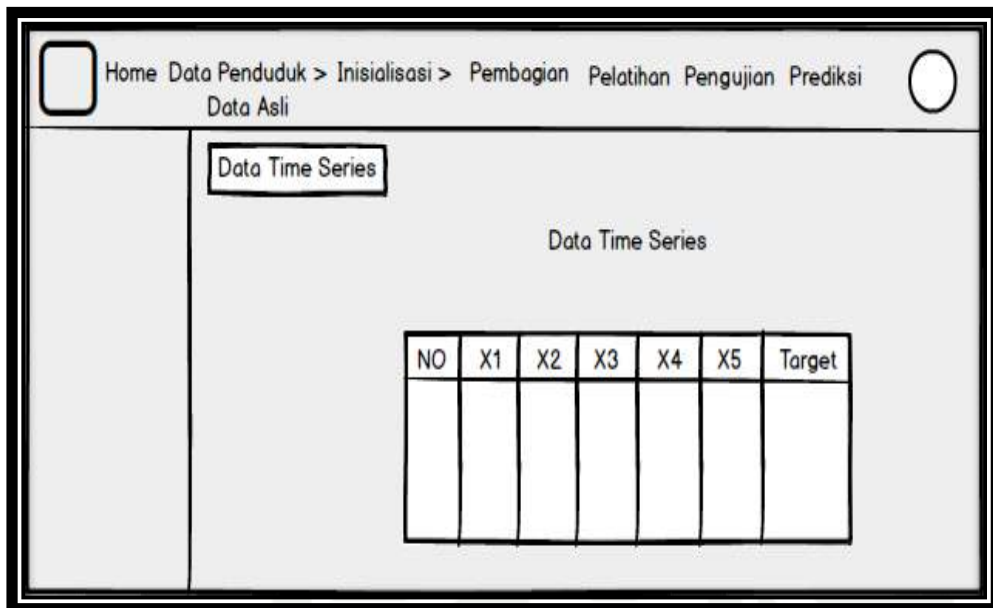 Home Data Penduduk > Inisialisasi > Pembagian Pelatihan Pengujian Prediksi
Data Asli
Data Time Series
Data Time Series
NO X1 X2 X3 X4 X5 Target